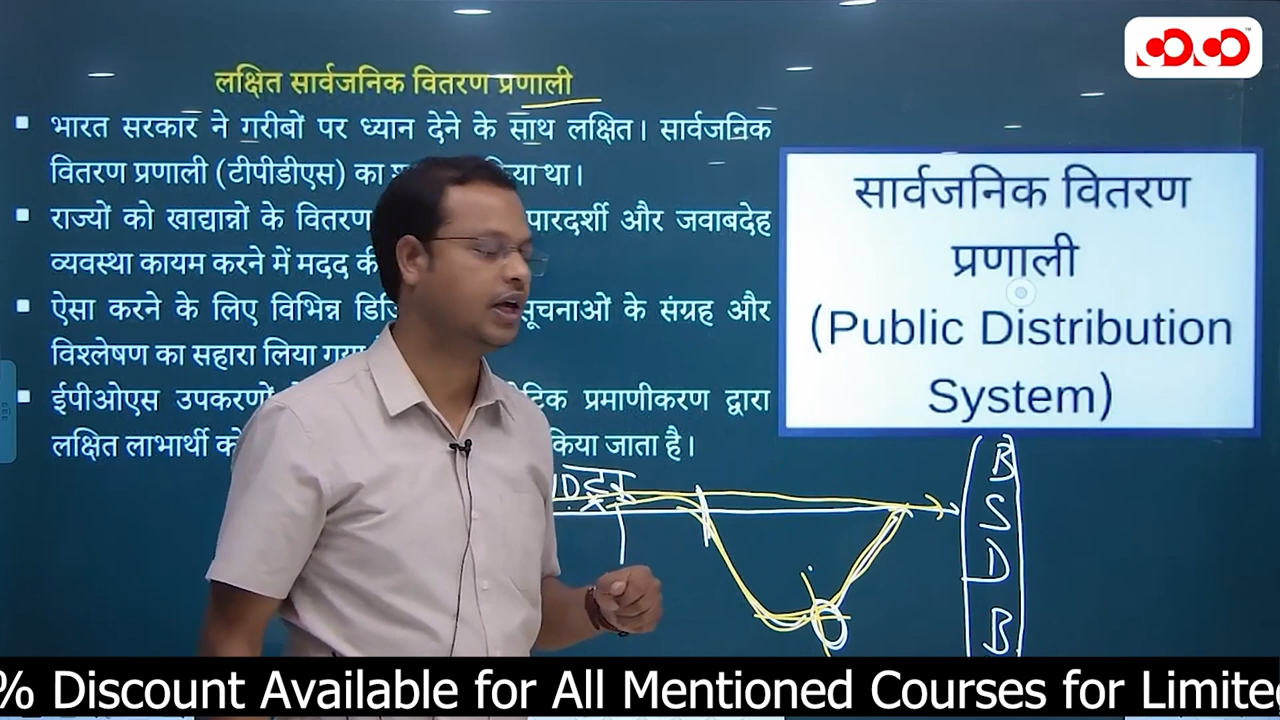 लक्षित सार्वजनिक वितरण प्रणाली
भारत सरकार ने गरीबों पर ध्यान देने के साथ लक्षित। सार्वजनिक
वितरण प्रणाली (टीपीडीएस) का था।
राज्यों को खाद्यान्नों के वितरण पारदर्शी और जवाबदेह
व्यवस्था कायम करने में मदद की
ऐसा करने के लिए विभिन्न सूचनाओं के संग्रह और
विश्लेषण का सहारा लिया गया
ईपीओएस उपकरणों प्रमाणीकरण द्वारा
लक्षित लाभार्थी को किया जाता है।
सार्वजनिक वितरण
प्रणाली
(Public Distribution
System)
B
S
D
B
% Discount Available for All Mentioned Courses for Limited